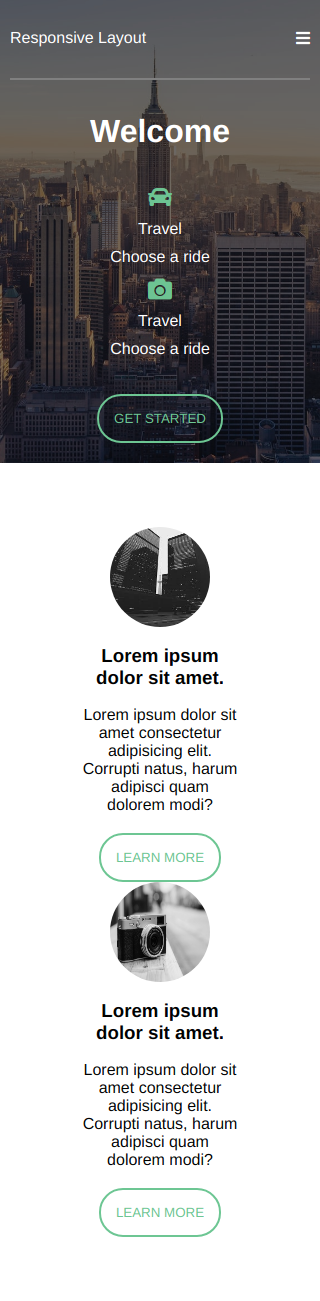 Responsive Layout
Welcome
Travel
Choose a ride
Travel
Choose a ride
GET STARTED
Lorem ipsum
dolor sit amet.
Lorem ipsum dolor sit
amet consectetur
adipisicing elit.
Corrupti natus, harum
adipisci quam
dolorem modi?
LEARN MORE
Lorem ipsum
dolor sit amet.
Lorem ipsum dolor sit
amet consectetur
adipisicing elit.
Corrupti natus, harum
adipisci quam
dolorem modi?
LEARN MORE